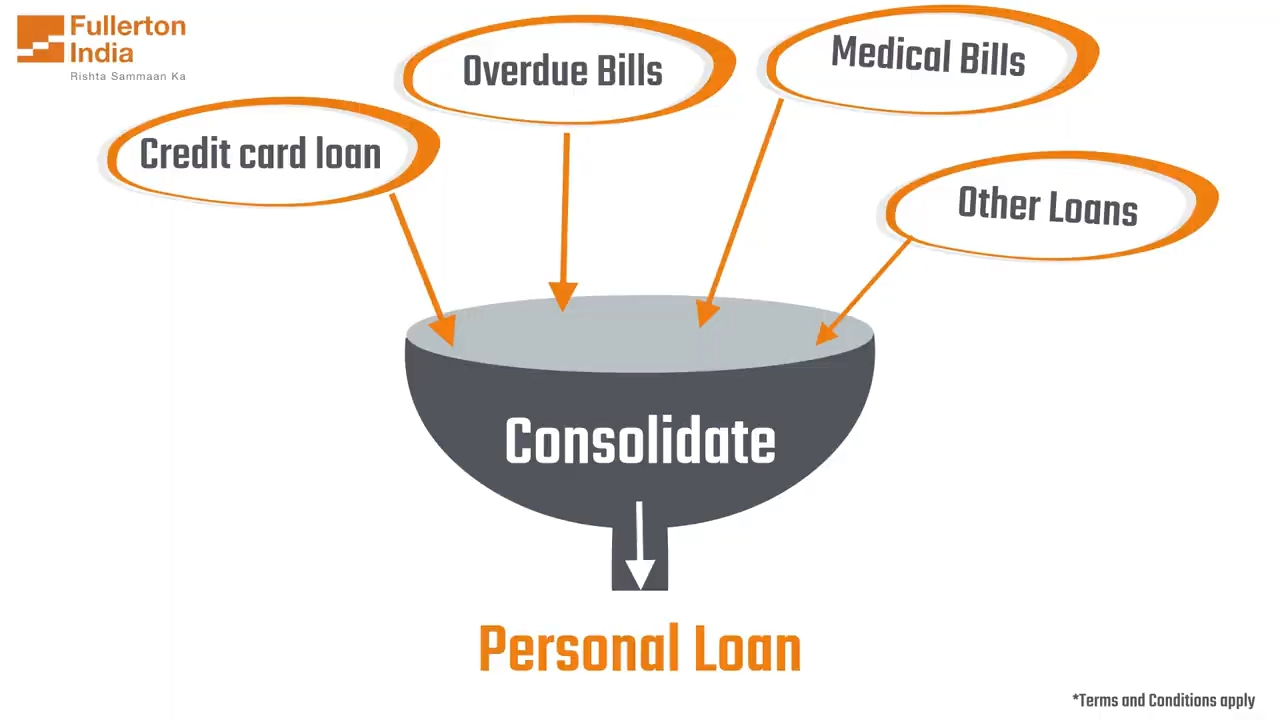 Fullerton
India
Rishta Sammaan Ka
Overdue Bills
Medical Bills
Credit card loan
Other Loans
Consolidate
Personal Loan
*Terms and Conditions apply